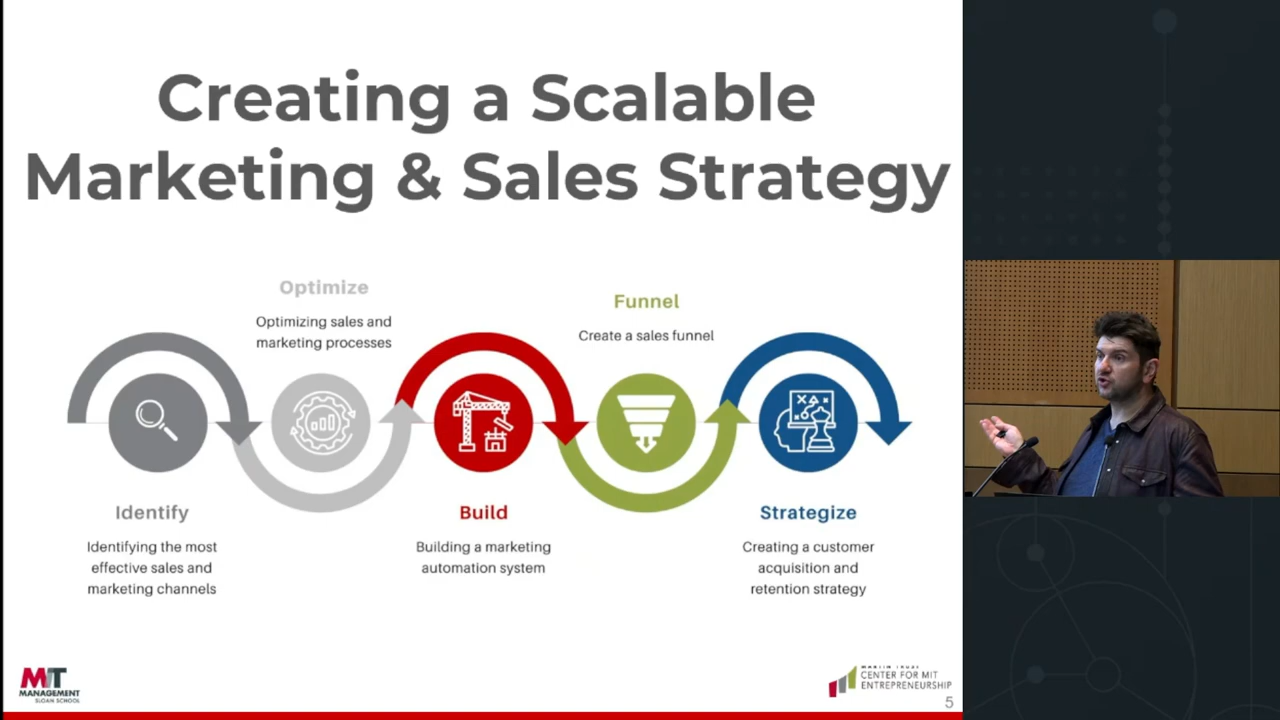 Creating a Scalable
Marketing & Sales Strategy
Optimize
Optimizing sales and
marketing processes
Funnel
Create a sales funnel
Identify
Identifying the most
effective sales and
marketing channels
Build
Building a marketing
automation system
Strategize
Creating a customer
acquisition and
retention strategy
MIT
MANAGEMENT
SLOAN SCHOOL
MARTIN TRUST
CENTER FOR MIT
ENTREPRENEURSHIP
5